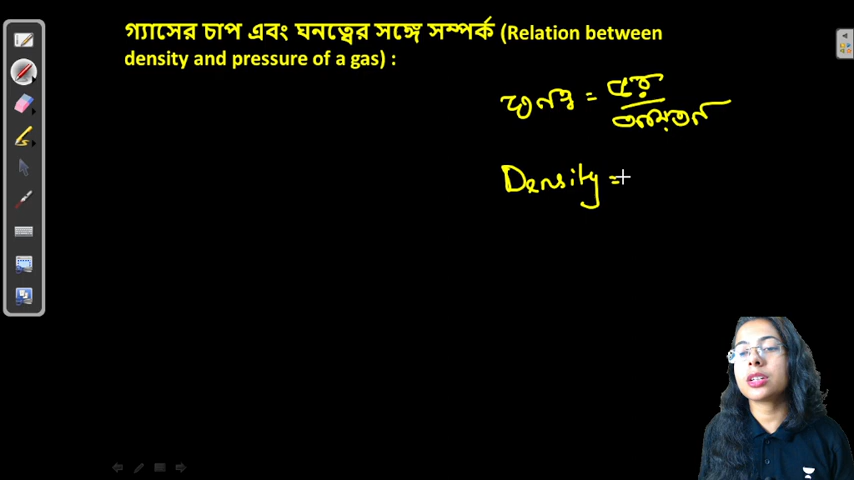 গ্যাসের চাপ এবং ঘনত্বের সঙ্গে সম্পর্ক (Relation between
density and pressure of a gas) :
ঘনত্ব = ভর
আয়তন
Density =